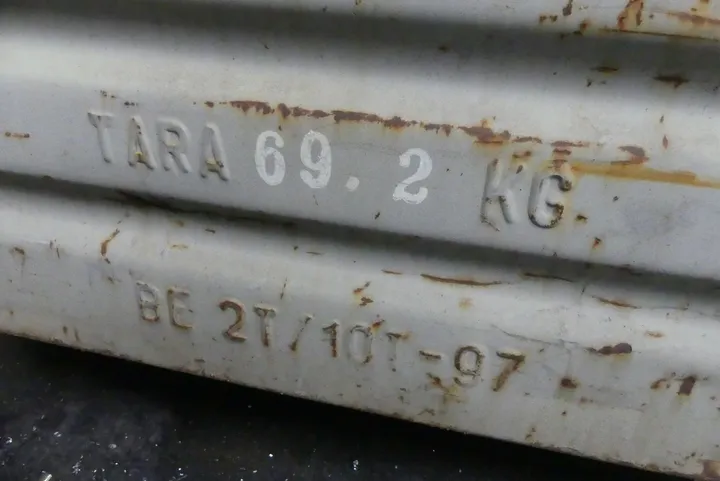 TARA 69.2 KG
BE 2T/10T-97